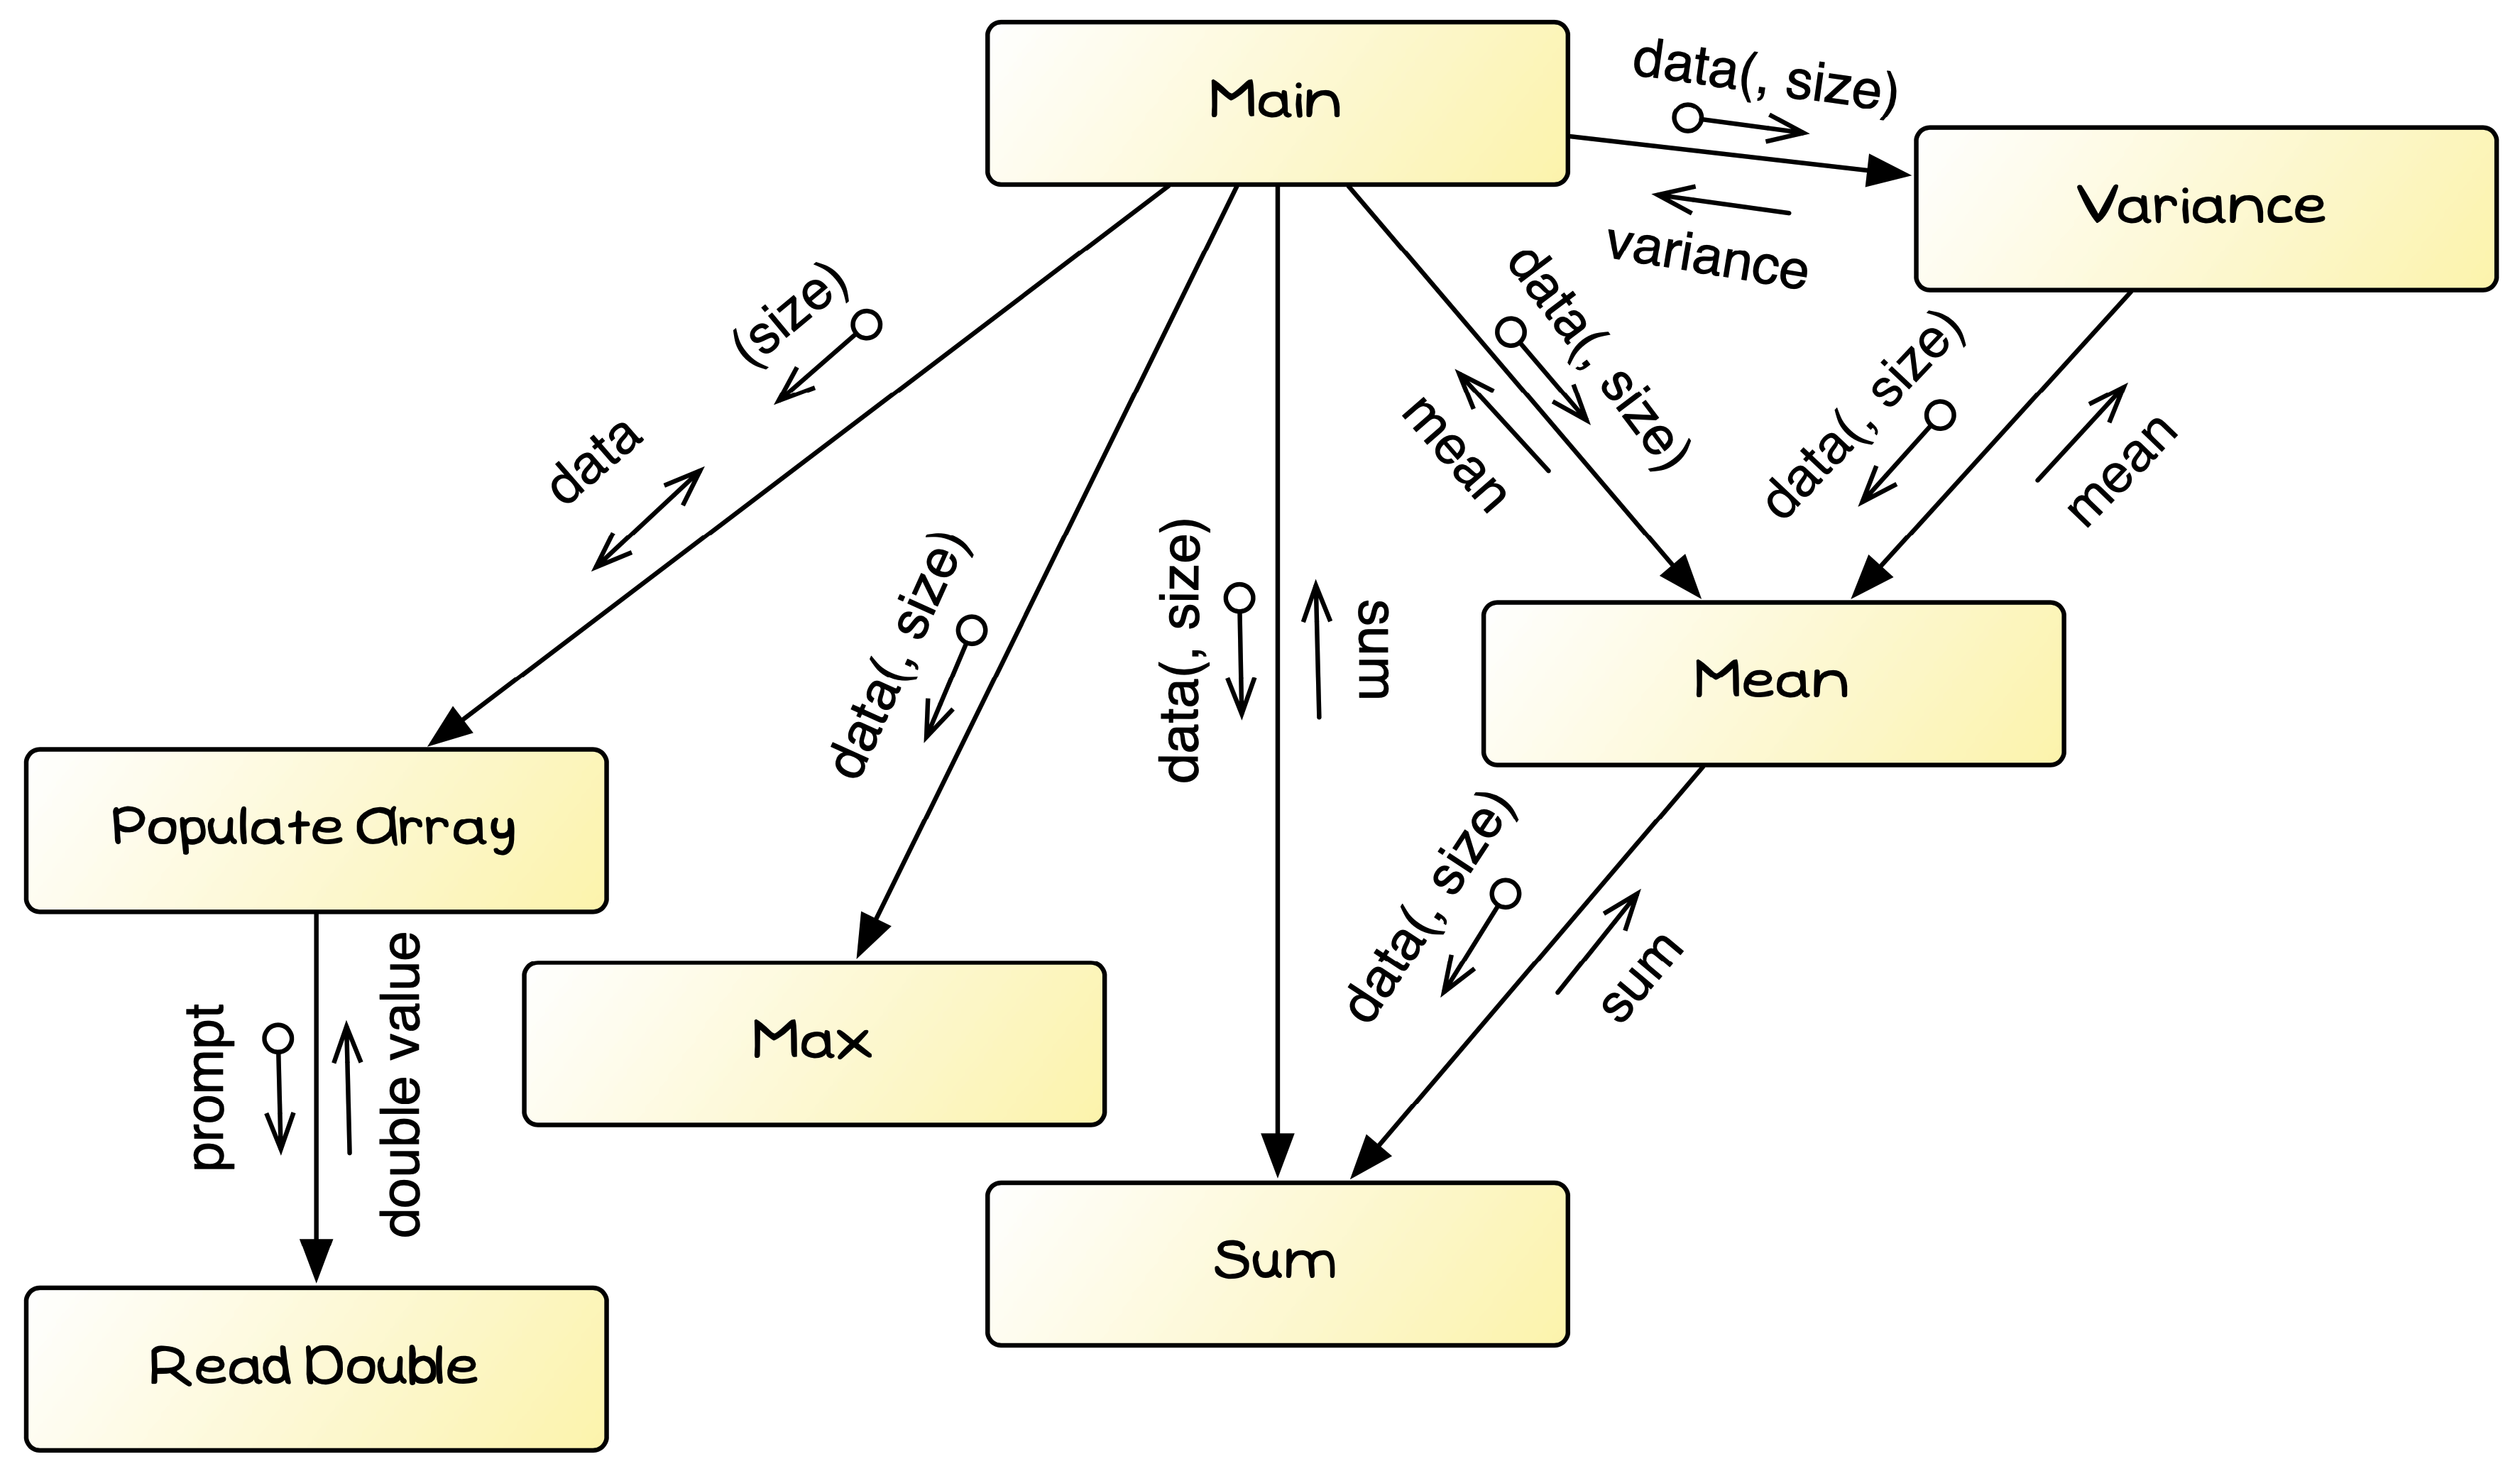 Main
data(, size)
variance
Variance
(size)
data
data(, size)
data(, size)
sum
mean
data(, size)
data(, size)
mean
Mean
Populate Array
prompt
double value
Max
data(, size)
sum
Sum
Read Double